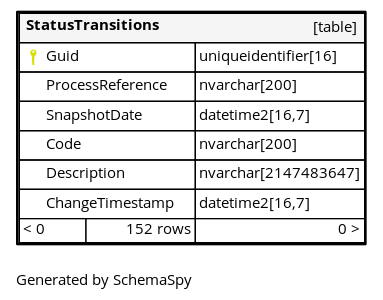 StatusTransitions [table]
Guid uniqueidentifier[16]
ProcessReference nvarchar[200]
SnapshotDate datetime2[16,7]
Code nvarchar[200]
Description nvarchar[2147483647]
ChangeTimestamp datetime2[16,7]
< 0 152 rows 0 >
Generated by SchemaSpy